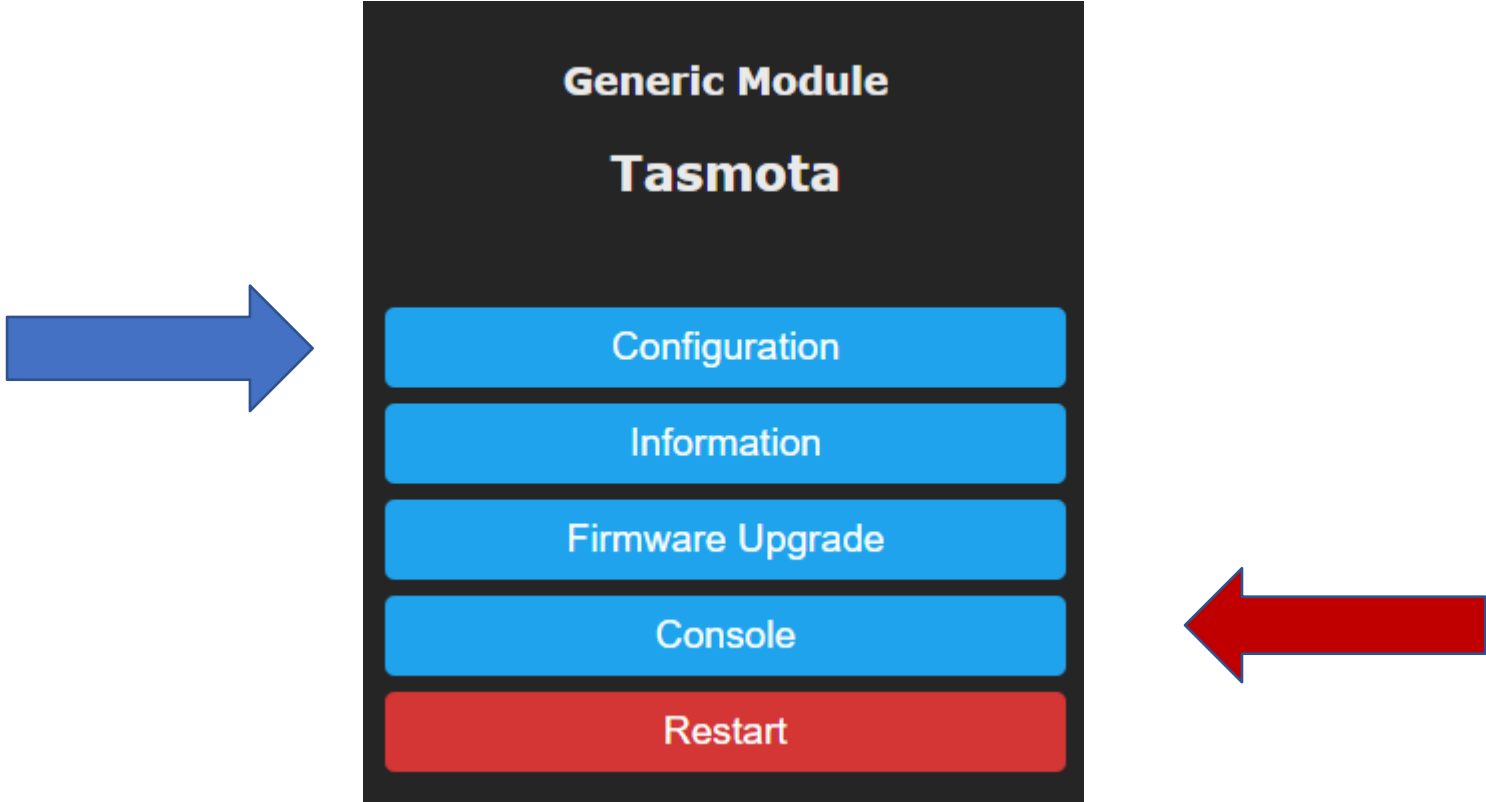 Generic Module
Tasmota
Configuration
Information
Firmware Upgrade
Console
Restart